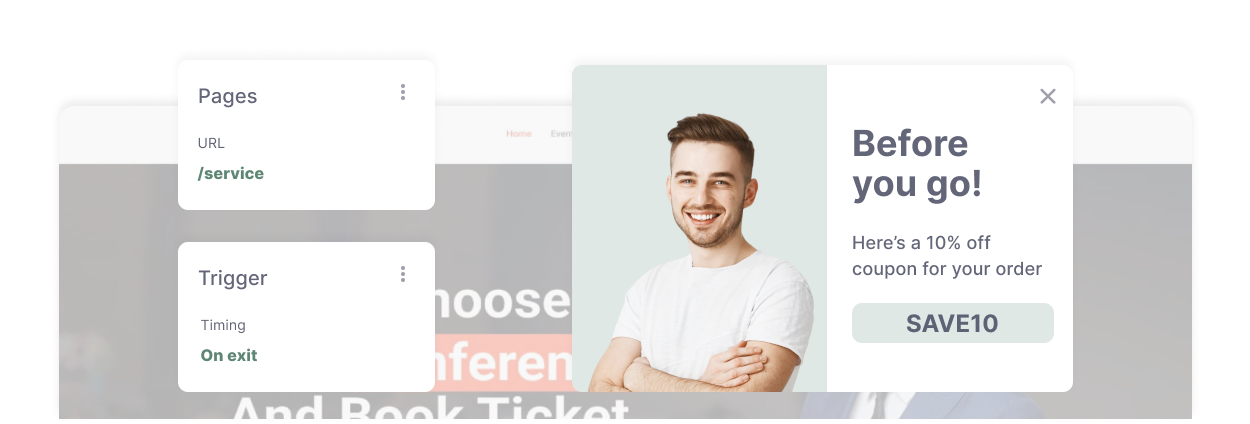 Pages
URL
/service
Trigger
Timing
On exit
Home
hoose
nferen
And Book Ticket
Before
you go!
Here’s a 10% off
coupon for your order
SAVE10